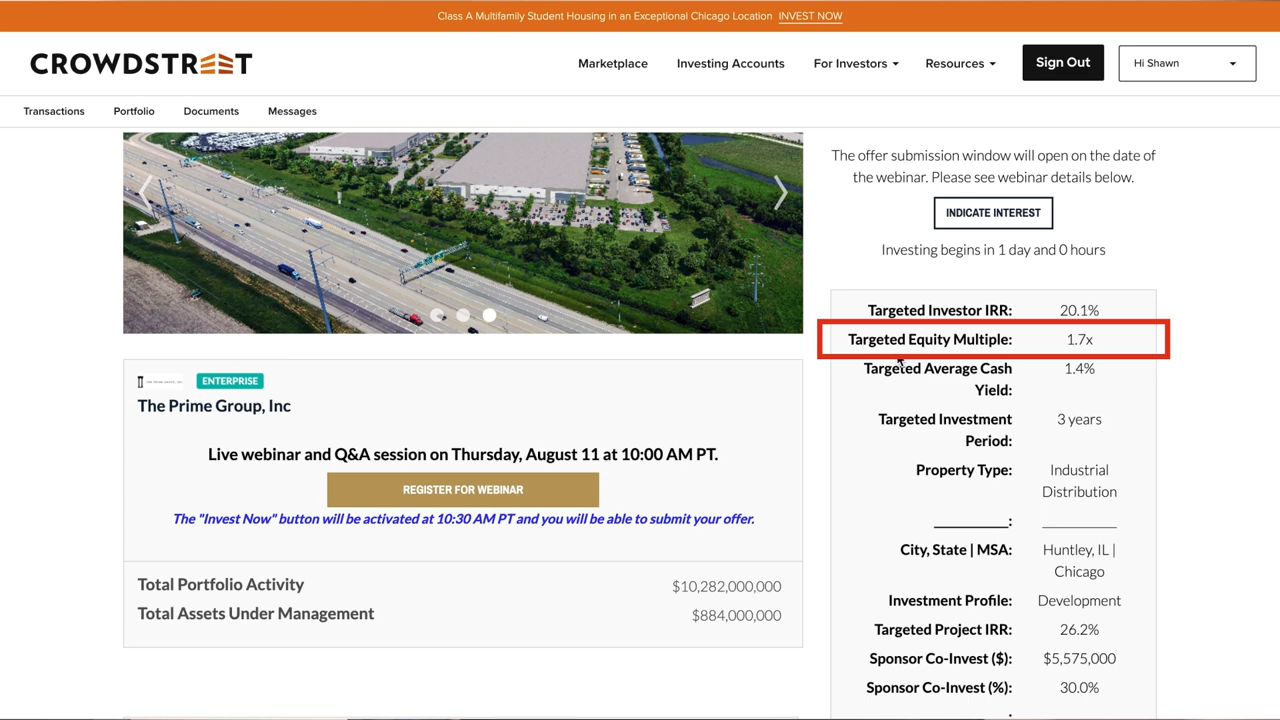 Class A Multifamily Student Housing in an Exceptional Chicago Location INVEST NOW
CROWDSTREET
Marketplace Investing Accounts For Investors Resources Sign Out Hi Shawn
Transactions Portfolio Documents Messages
The offer submission window will open on the date of
the webinar. Please see webinar details below.
INDICATE INTEREST
Investing begins in 1 day and 0 hours
ENTERPRISE
The Prime Group, Inc
Live webinar and Q&A session on Thursday, August 11 at 10:00 AM PT.
REGISTER FOR WEBINAR
The "Invest Now" button will be activated at 10:30 AM PT and you will be able to submit your offer.
Total Portfolio Activity $10,282,000,000
Total Assets Under Management $884,000,000
Targeted Investor IRR: 20.1%
Targeted Equity Multiple: 1.7x
Targeted Average Cash 1.4%
Yield:
Targeted Investment 3 years
Period:
Property Type: Industrial
Distribution
__________: __________
City, State | MSA: Huntley, IL |
Chicago
Investment Profile: Development
Targeted Project IRR: 26.2%
Sponsor Co-Invest ($): $5,575,000
Sponsor Co-Invest (%): 30.0%